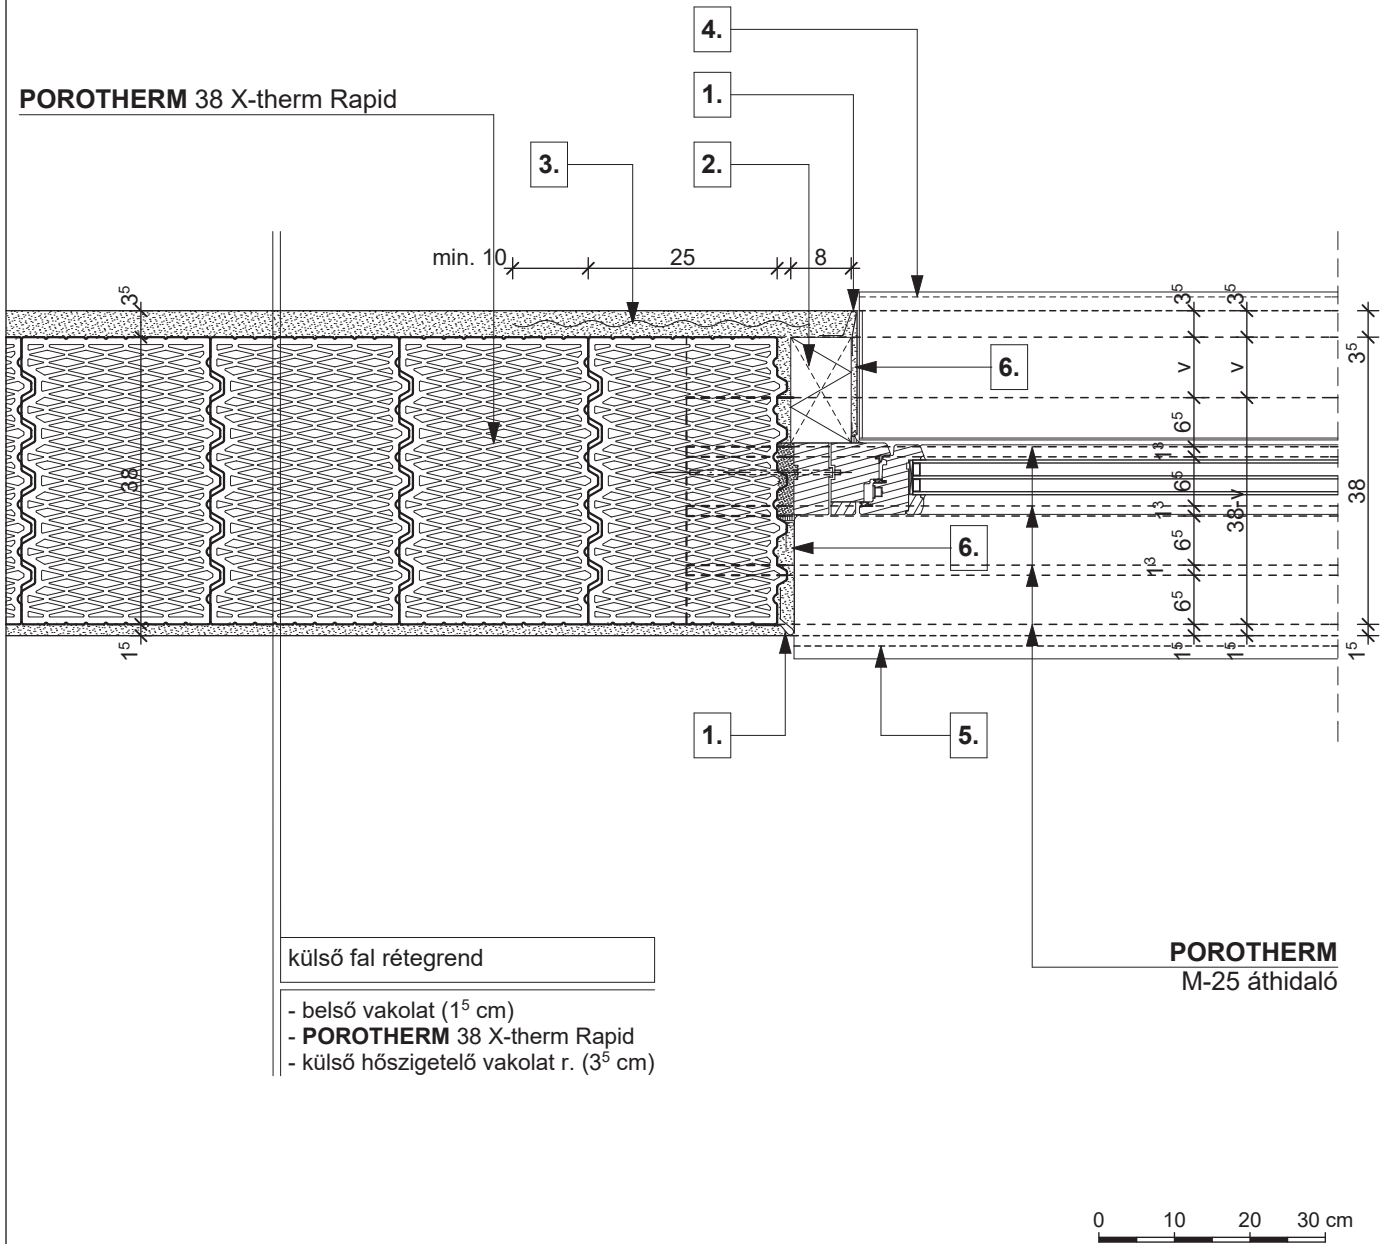 4.
POROTHERM 38 X-therm Rapid
1.
3.
2.
min. 10
25
8
3⁵
3⁵
3⁵
6.
v
v
3⁵
6⁵
1³
38
6⁵
38-v
38
1³
6.
6⁵
1³
6⁵
1⁵
1⁵
1⁵
1⁵
1.
5.
külső fal rétegrend
POROTHERM
M-25 áthidaló
- belső vakolat (1⁵ cm)
- POROTHERM 38 X-therm Rapid
- külső hőszigetelő vakolat r. (3⁵ cm)
0 10 20 30 cm